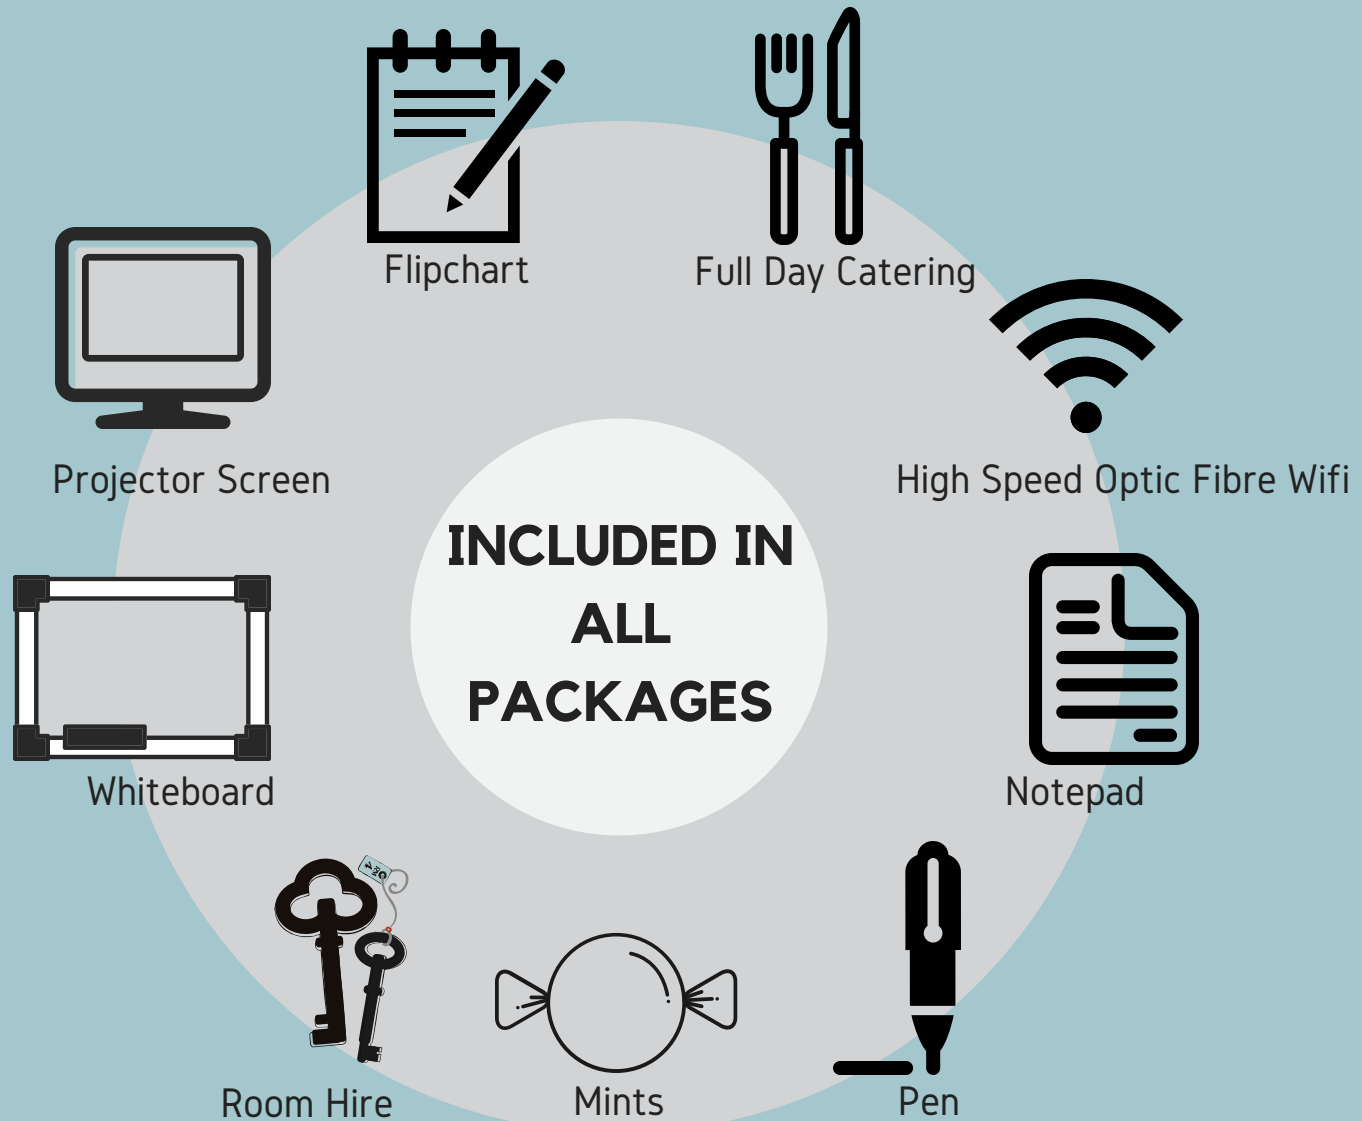 Flipchart
Full Day Catering
Projector Screen
High Speed Optic Fibre Wifi
INCLUDED IN
ALL
PACKAGES
Whiteboard
Notepad
Room Hire
Mints
Pen